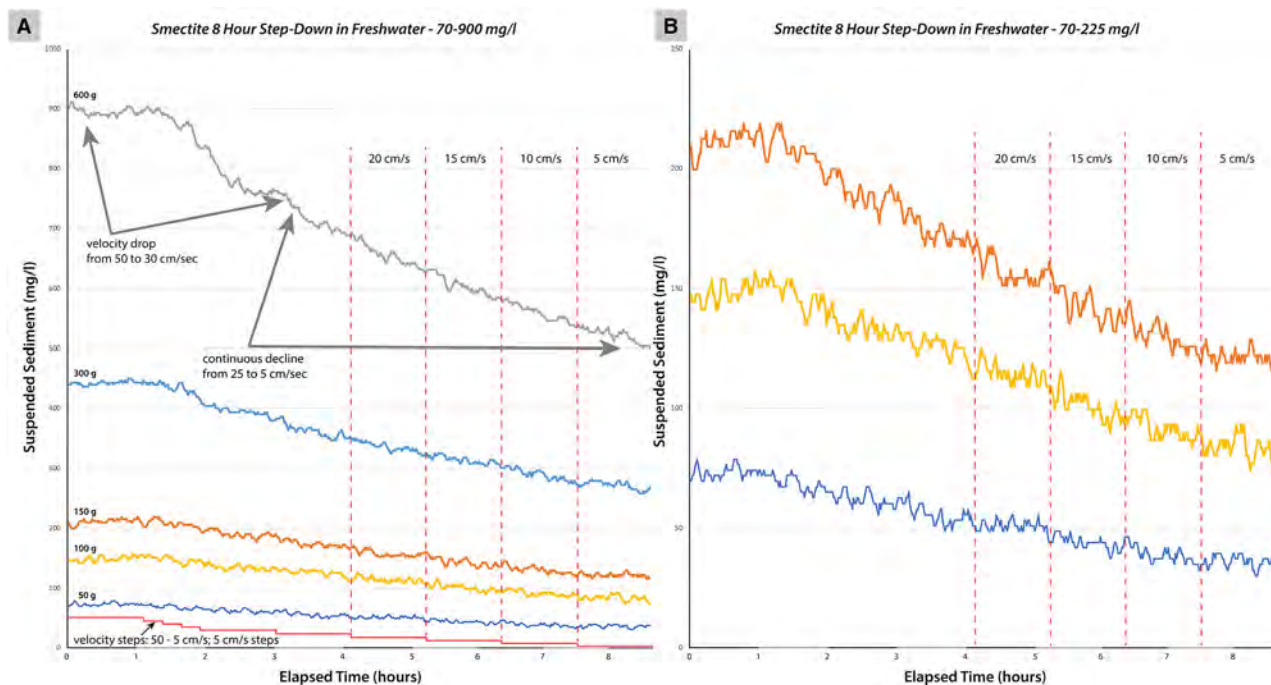 A
Smectite 8 Hour Step-Down in Freshwater - 70-900 mg/l
1000
900
800
700
600
500
400
300
200
100
0
Suspended Sediment (mg/l)
600 g
20 cm/s
15 cm/s
10 cm/s
5 cm/s
velocity drop
from 50 to 30 cm/sec
continuous decline
from 25 to 5 cm/sec
300 g
150 g
100 g
50 g
velocity steps: 50 - 5 cm/s; 5 cm/s steps
0
1
2
3
4
5
6
7
8
Elapsed Time (hours)
B
Smectite 8 Hour Step-Down in Freshwater - 70-225 mg/l
150
200
150
100
50
0
Suspended Sediment (mg/l)
20 cm/s
15 cm/s
10 cm/s
5 cm/s
0
1
2
3
4
5
6
7
8
Elapsed Time (hours)